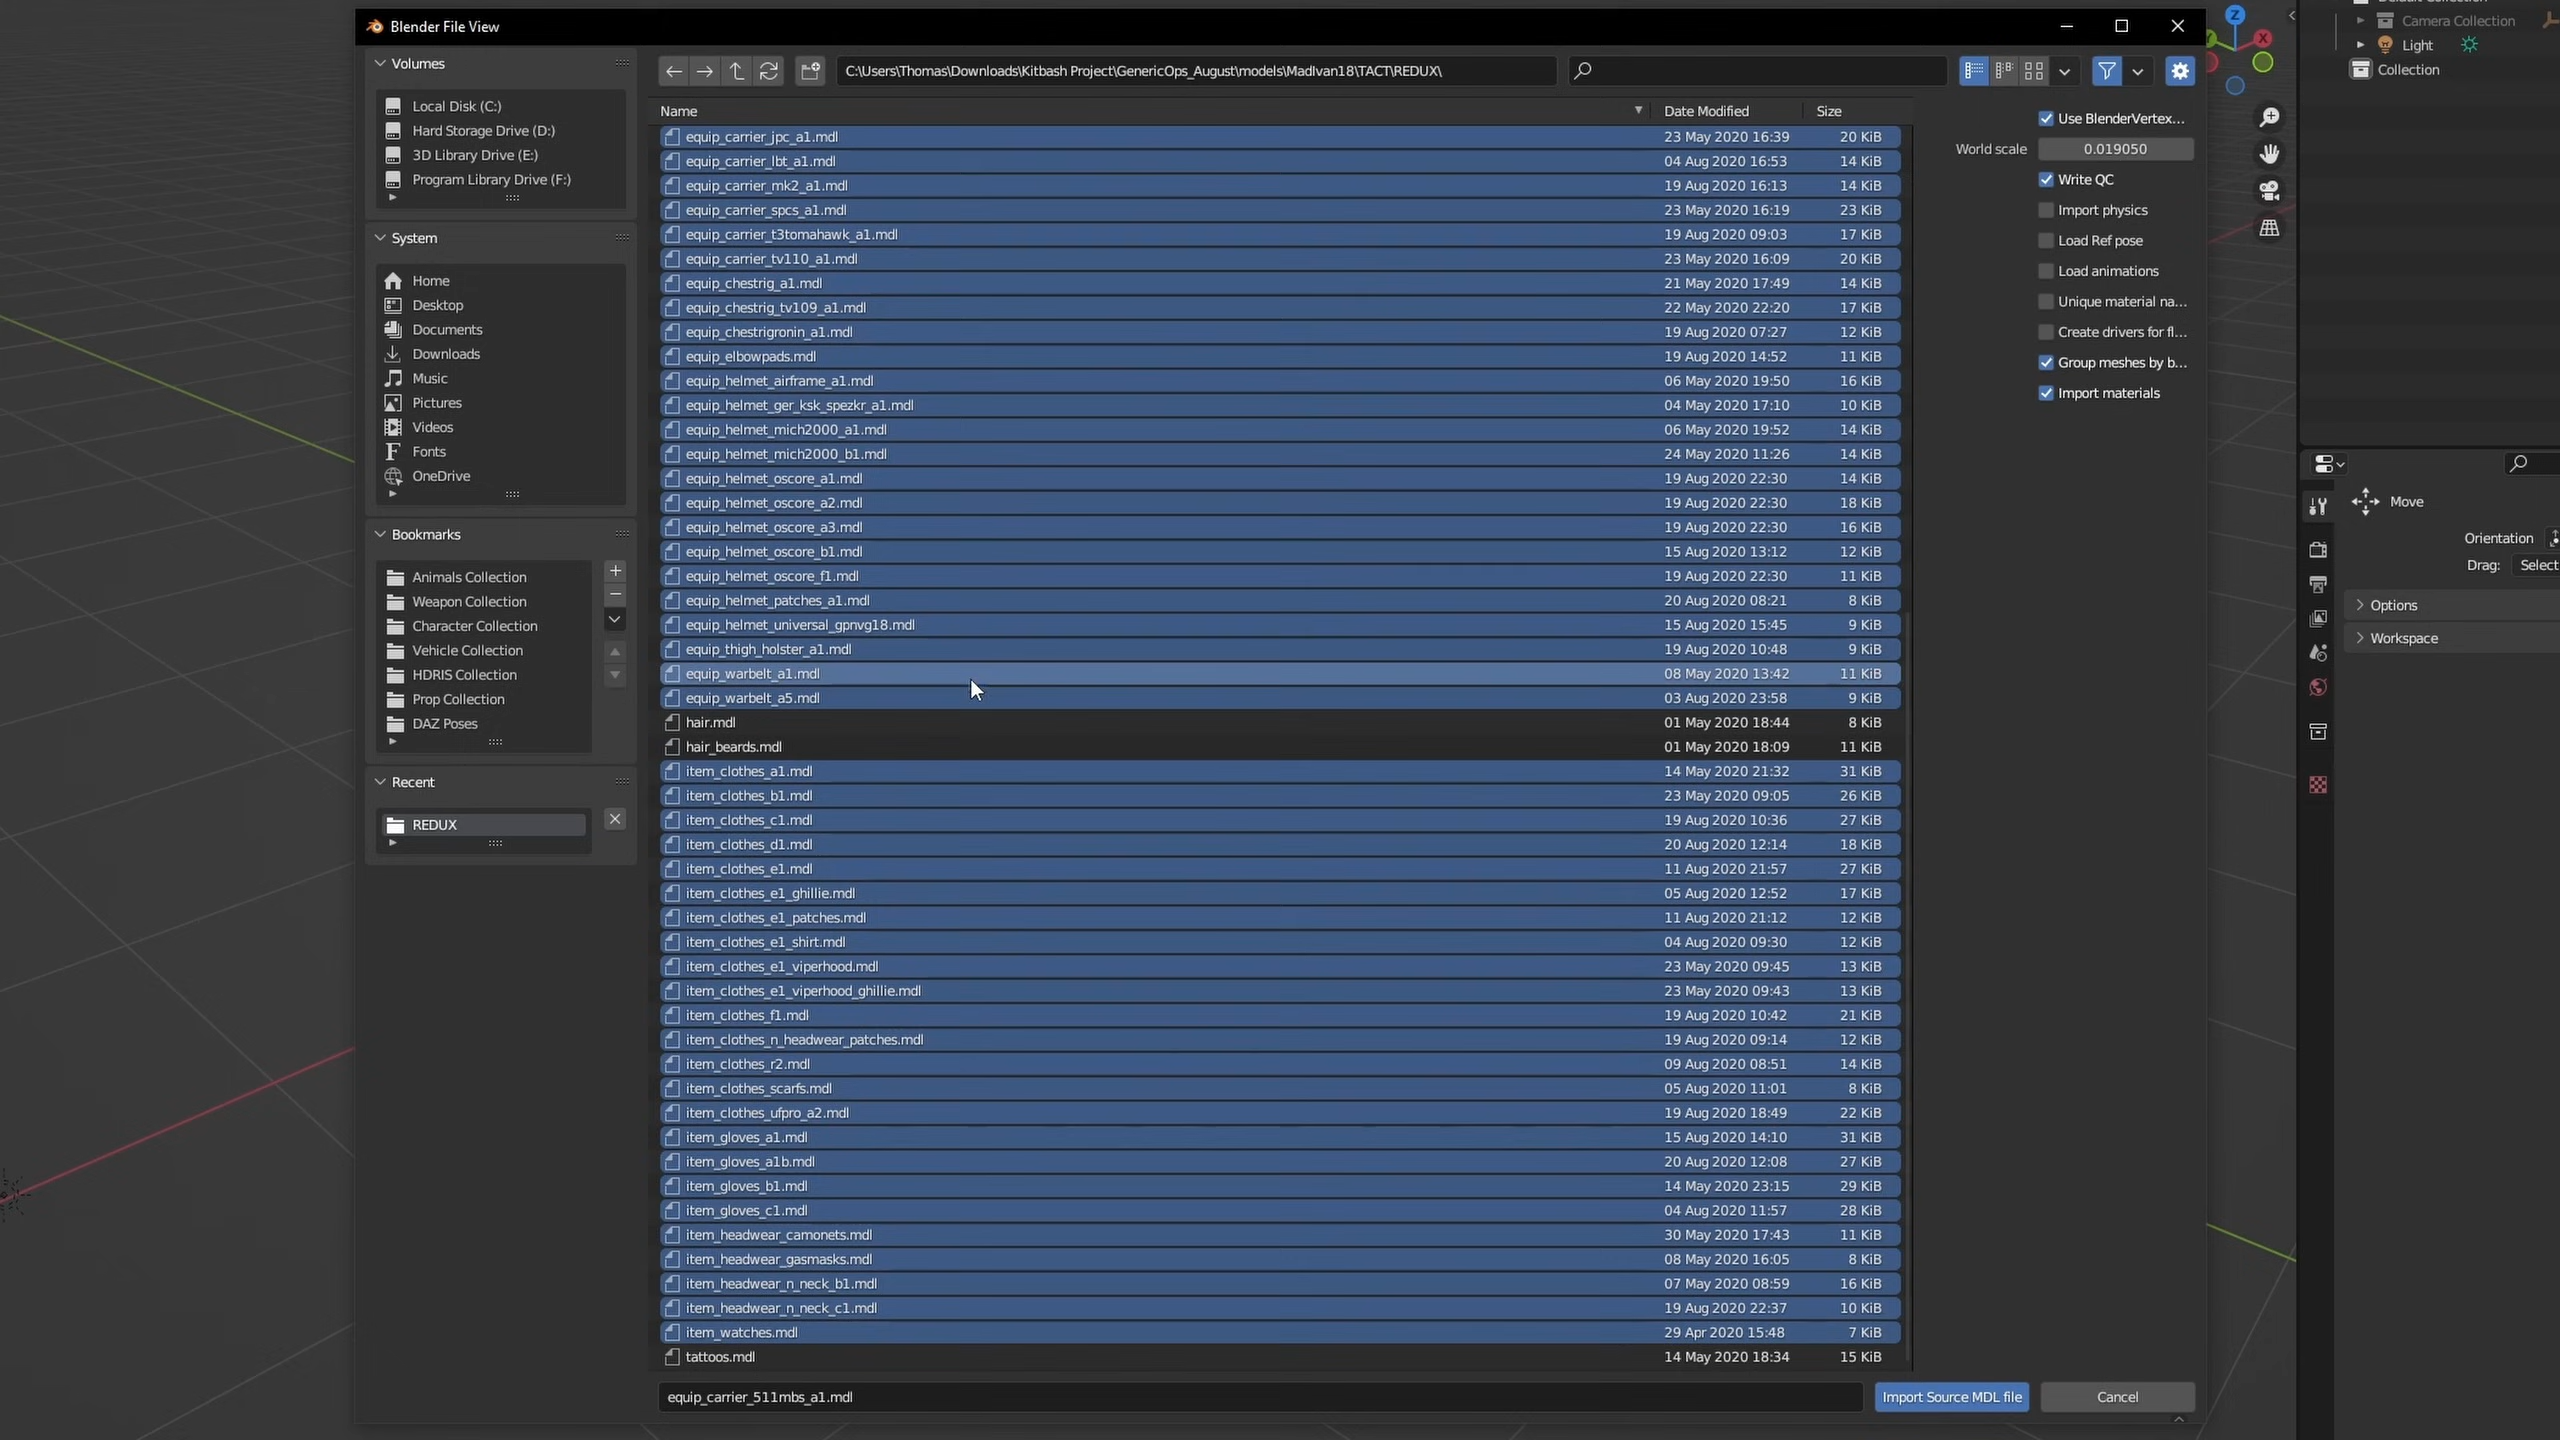 Blender File View
Volumes
Local Disk (C:)
Hard Storage Drive (D:)
3D Library Drive (E:)
Program Library Drive (F:)
System
Home
Desktop
Documents
Downloads
Music
Pictures
Videos
Fonts
OneDrive
Bookmarks
Animals Collection
Weapon Collection
Character Collection
Vehicle Collection
HDRIS Collection
Prop Collection
DAZ Poses
Recent
REDUX
C:\Users\Thomas\Downloads\Kitbash Project\GenericOps_August\models\MadIvan18\TACT\REDUX\
Name Date Modified Size
equip_carrier_jpc_a1.mdl 23 May 2020 16:39 20 KiB
equip_carrier_lbt_a1.mdl 04 Aug 2020 16:53 14 KiB
equip_carrier_mk2_a1.mdl 19 Aug 2020 16:13 14 KiB
equip_carrier_spcs_a1.mdl 23 May 2020 16:19 23 KiB
equip_carrier_t3tomahawk_a1.mdl 19 Aug 2020 09:03 17 KiB
equip_carrier_tv110_a1.mdl 23 May 2020 16:09 20 KiB
equip_chestrig_a1.mdl 21 May 2020 17:49 14 KiB
equip_chestrig_tv109_a1.mdl 22 May 2020 22:20 17 KiB
equip_chestrigronin_a1.mdl 19 Aug 2020 07:27 12 KiB
equip_elbowpads.mdl 19 Aug 2020 14:52 11 KiB
equip_helmet_airframe_a1.mdl 06 May 2020 19:50 16 KiB
equip_helmet_ger_ksk_spezkr_a1.mdl 04 May 2020 17:10 10 KiB
equip_helmet_mich2000_a1.mdl 06 May 2020 19:52 14 KiB
equip_helmet_mich2000_b1.mdl 24 May 2020 11:26 14 KiB
equip_helmet_oscore_a1.mdl 19 Aug 2020 22:30 14 KiB
equip_helmet_oscore_a2.mdl 19 Aug 2020 22:30 18 KiB
equip_helmet_oscore_a3.mdl 19 Aug 2020 22:30 16 KiB
equip_helmet_oscore_b1.mdl 15 Aug 2020 13:12 12 KiB
equip_helmet_oscore_f1.mdl 19 Aug 2020 22:30 11 KiB
equip_helmet_patches_a1.mdl 20 Aug 2020 08:21 8 KiB
equip_helmet_universal_gpnvg18.mdl 15 Aug 2020 15:45 9 KiB
equip_thigh_holster_a1.mdl 19 Aug 2020 10:48 9 KiB
equip_warbelt_a1.mdl 08 May 2020 13:42 11 KiB
equip_warbelt_a5.mdl 03 Aug 2020 23:58 9 KiB
hair.mdl 01 May 2020 18:44 8 KiB
hair_beards.mdl 01 May 2020 18:09 11 KiB
item_clothes_a1.mdl 14 May 2020 21:32 31 KiB
item_clothes_b1.mdl 23 May 2020 09:05 26 KiB
item_clothes_c1.mdl 19 Aug 2020 10:36 27 KiB
item_clothes_d1.mdl 20 Aug 2020 12:14 18 KiB
item_clothes_e1.mdl 11 Aug 2020 21:57 27 KiB
item_clothes_e1_ghillie.mdl 05 Aug 2020 12:52 17 KiB
item_clothes_e1_patches.mdl 11 Aug 2020 21:12 12 KiB
item_clothes_e1_shirt.mdl 04 Aug 2020 09:30 12 KiB
item_clothes_e1_viperhood.mdl 23 May 2020 09:45 13 KiB
item_clothes_e1_viperhood_ghillie.mdl 23 May 2020 09:43 13 KiB
item_clothes_f1.mdl 19 Aug 2020 10:42 21 KiB
item_clothes_n_headwear_patches.mdl 19 Aug 2020 09:14 12 KiB
item_clothes_r2.mdl 09 Aug 2020 08:51 14 KiB
item_clothes_scarfs.mdl 05 Aug 2020 11:01 8 KiB
item_clothes_ufpro_a2.mdl 19 Aug 2020 18:49 22 KiB
item_gloves_a1.mdl 15 Aug 2020 14:10 31 KiB
item_gloves_a1b.mdl 20 Aug 2020 12:08 27 KiB
item_gloves_b1.mdl 14 May 2020 23:15 29 KiB
item_gloves_c1.mdl 04 Aug 2020 11:57 28 KiB
item_headwear_camonets.mdl 30 May 2020 17:43 11 KiB
item_headwear_gasmasks.mdl 08 May 2020 16:05 8 KiB
item_headwear_n_neck_b1.mdl 07 May 2020 08:59 16 KiB
item_headwear_n_neck_c1.mdl 19 Aug 2020 22:37 10 KiB
item_watches.mdl 29 Apr 2020 15:48 7 KiB
tattoos.mdl 14 May 2020 18:34 15 KiB
equip_carrier_511mbs_a1.mdl
Import Source MDL file
Cancel
Use BlenderVertex...
World scale 0.019050
Write QC
Import physics
Load Ref pose
Load animations
Unique material na...
Create drivers for fl...
Group meshes by b...
Import materials
Z
X
Camera Collection
Light
Collection
Move
Orientation
Drag: Select
Options
Workspace